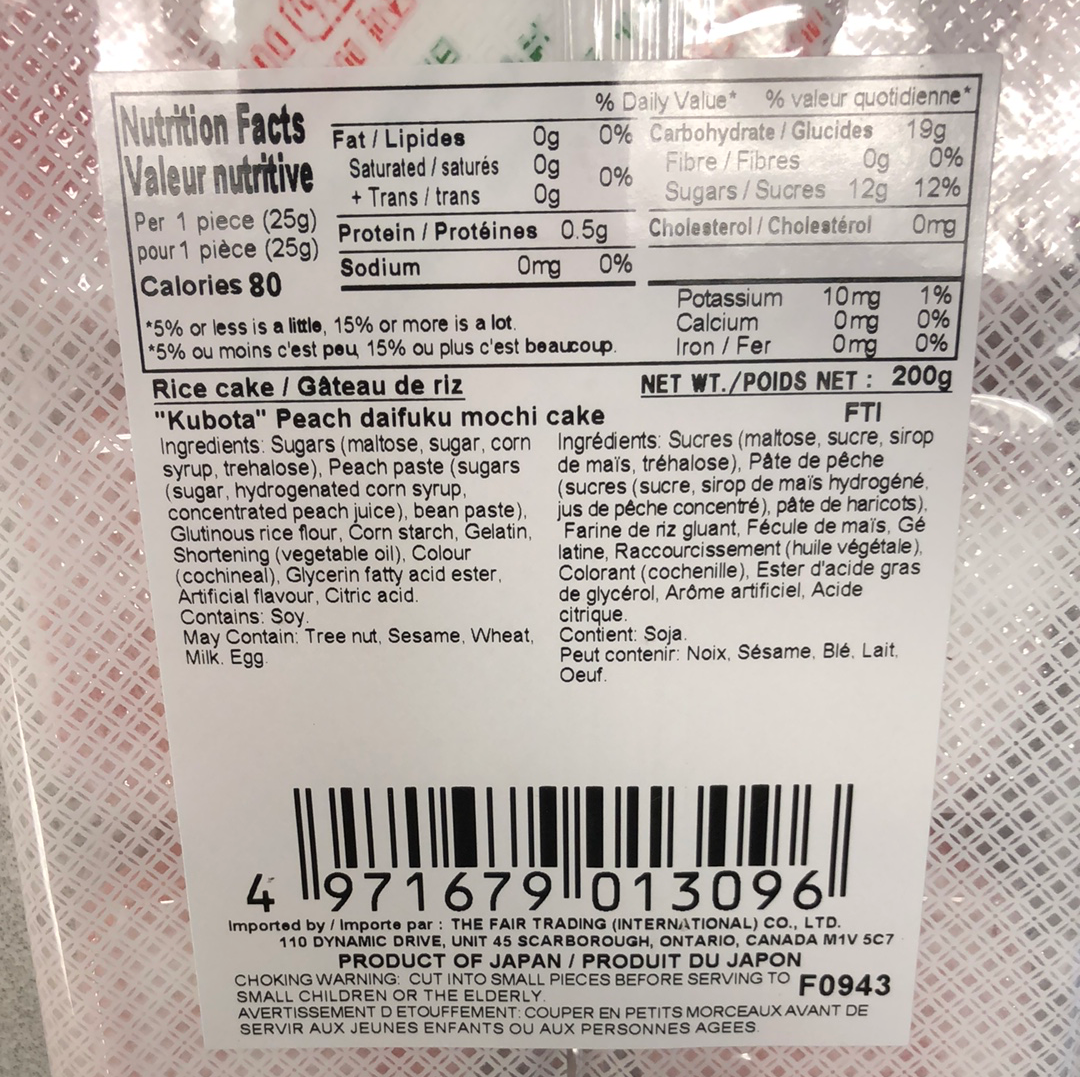 % Daily Value* % valeur quotidienne*
Nutrition Facts
Valeur nutritive
Per 1 piece (25g)
pour 1 pièce (25g)
Calories 80
Fat / Lipides 0g 0%
Saturated / saturés 0g
+ Trans / trans 0g 0%
Protein / Protéines 0.5g
Sodium 0mg 0%
Carbohydrate / Glucides 19g
Fibre / Fibres 0g 0%
Sugars / Sucres 12g 12%
Cholesterol / Cholestérol 0mg
Potassium 10mg 1%
Calcium 0mg 0%
Iron / Fer 0mg 0%
*5% or less is a little, 15% or more is a lot.
*5% ou moins c'est peu, 15% ou plus c'est beaucoup.
Rice cake / Gâteau de riz
NET WT./POIDS NET : 200g
"Kubota" Peach daifuku mochi cake
FTI
Ingredients: Sugars (maltose, sugar, corn
syrup, trehalose), Peach paste (sugars
(sugar, hydrogenated corn syrup,
concentrated peach juice), bean paste),
Glutinous rice flour, Corn starch, Gelatin,
Shortening (vegetable oil), Colour
(cochineal), Glycerin fatty acid ester,
Artificial flavour, Citric acid.
Contains: Soy.
May Contain: Tree nut, Sesame, Wheat,
Milk, Egg.
Ingrédients: Sucres (maltose, sucre, sirop
de maïs, tréhalose), Pâte de pêche
(sucres (sucre, sirop de maïs hydrogéné,
jus de pêche concentré), pâte de haricots),
Farine de riz gluant, Fécule de maïs, Gé
latine, Raccourcissement (huile végétale),
Colorant (cochenille), Ester d'acide gras
de glycérol, Arôme artificiel, Acide
citrique.
Contient: Soja.
Peut contenir: Noix, Sésame, Blé, Lait,
Oeuf.
4 971679 013096
Imported by / Importe par : THE FAIR TRADING (INTERNATIONAL) CO., LTD.
110 DYNAMIC DRIVE, UNIT 45 SCARBOROUGH, ONTARIO, CANADA M1V 5C7
PRODUCT OF JAPAN / PRODUIT DU JAPON
CHOKING WARNING: CUT INTO SMALL PIECES BEFORE SERVING TO
SMALL CHILDREN OR THE ELDERLY.
F0943
AVERTISSEMENT D ETOUFFEMENT: COUPER EN PETITS MORCEAUX AVANT DE
SERVIR AUX JEUNES ENFANTS OU AUX PERSONNES AGEES.